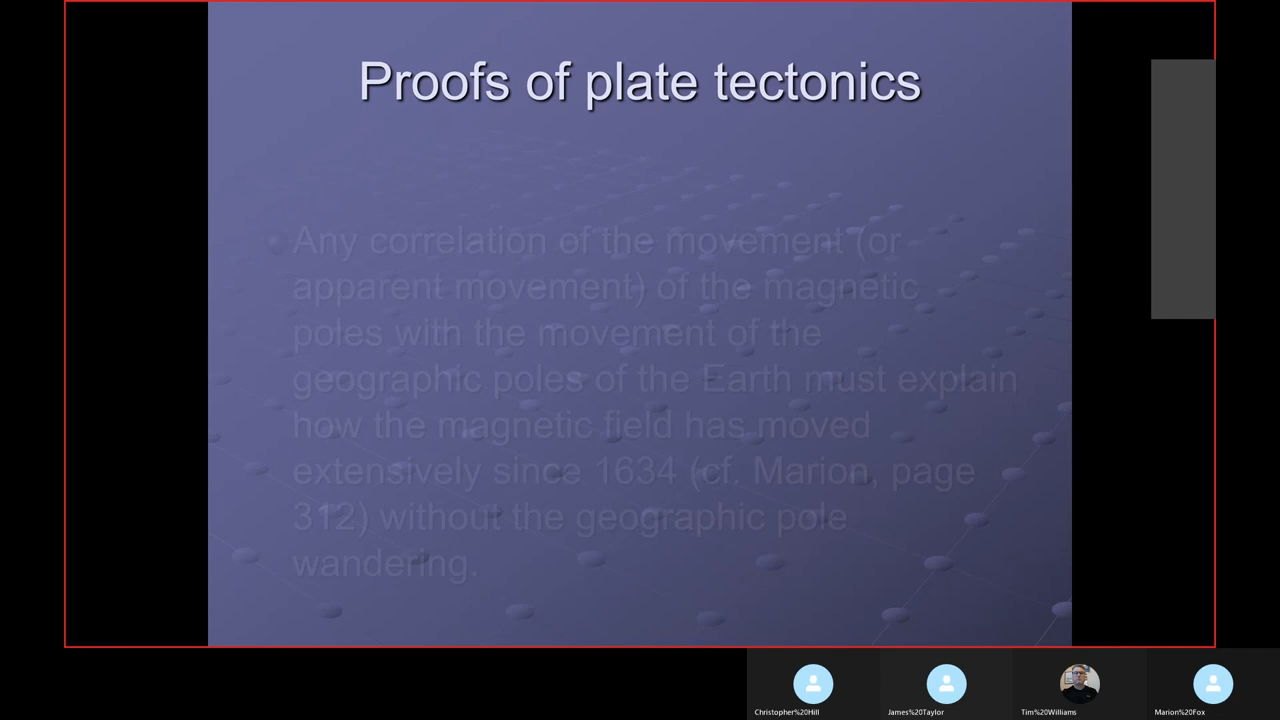 Proofs of plate tectonics
Any correlation of the movement (or
apparent movement) of the magnetic
poles with the movement of the
geographic poles of the Earth must explain
how the magnetic field has moved
extensively since 1634 (cf. Marion, page
312) without the geographic pole
wandering.
Christopher%20Hill
James%20Taylor
Tim%20Williams
Marion%20Fox